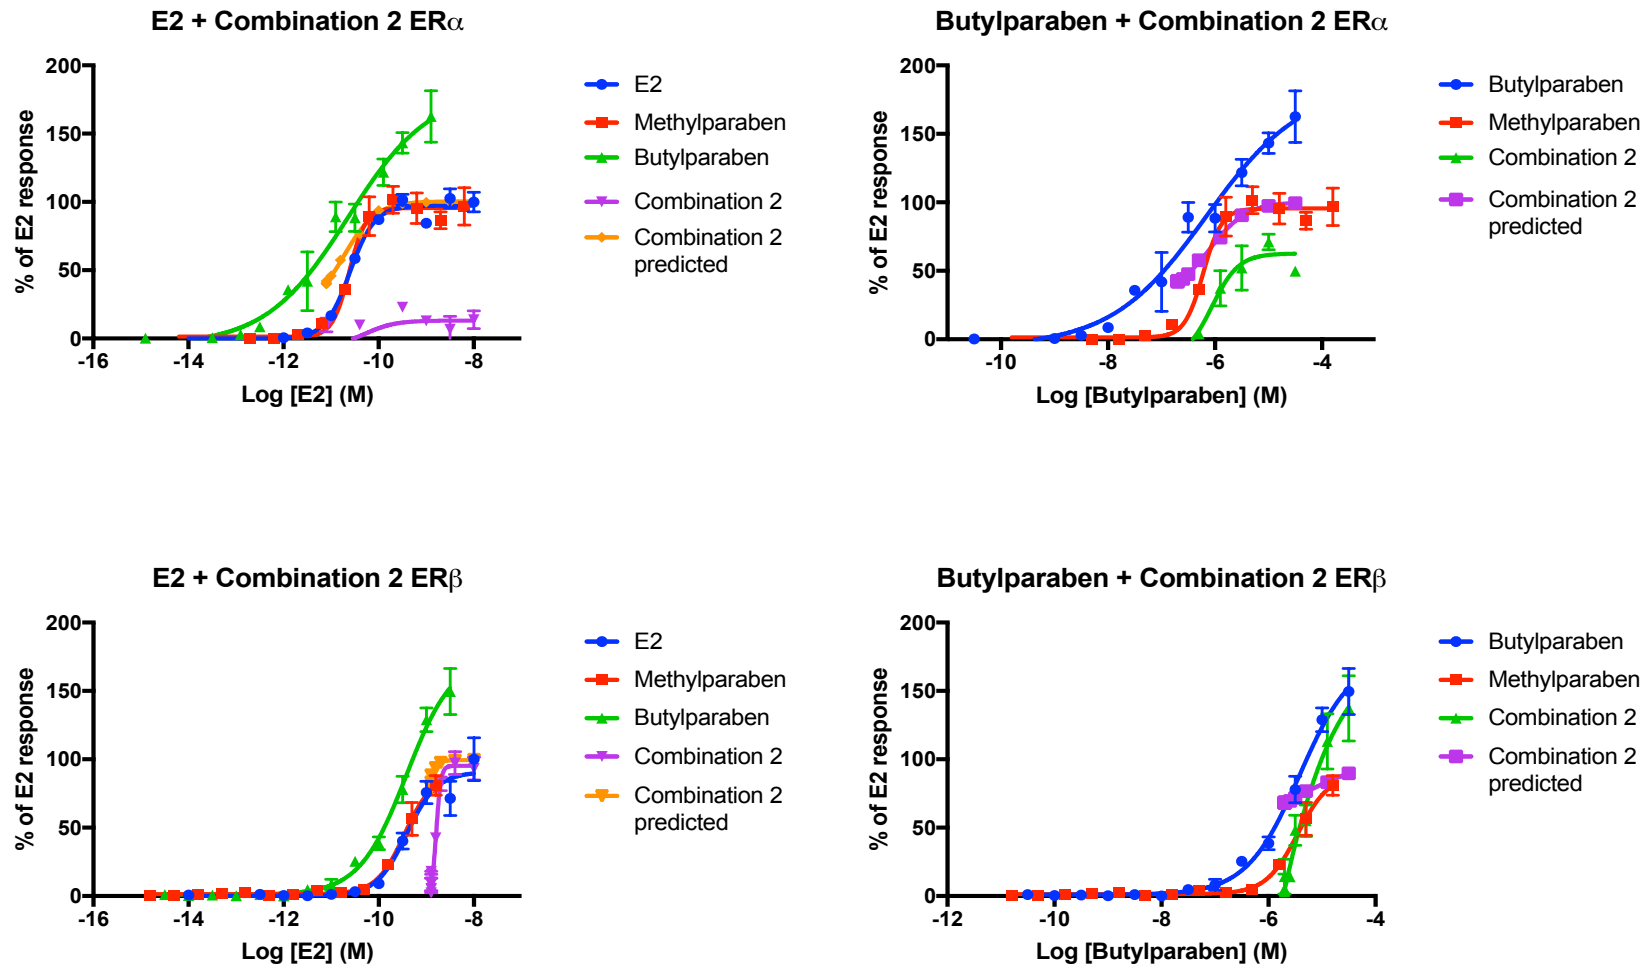 E2 + Combination 2 ERα
200
150
100
50
0
-16
-14
-12
-10
-8
% of E2 response
Log [E2] (M)
E2
Methylparaben
Butylparaben
Combination 2
Combination 2
predicted
Butylparaben + Combination 2 ERα
200
150
100
50
0
-10
-8
-6
-4
% of E2 response
Log [Butylparaben] (M)
Butylparaben
Methylparaben
Combination 2
Combination 2
predicted
E2 + Combination 2 ERβ
200
150
100
50
0
-16
-14
-12
-10
-8
% of E2 response
Log [E2] (M)
E2
Methylparaben
Butylparaben
Combination 2
Combination 2
predicted
Butylparaben + Combination 2 ERβ
200
150
100
50
0
-12
-10
-8
-6
-4
% of E2 response
Log [Butylparaben] (M)
Butylparaben
Methylparaben
Combination 2
Combination 2
predicted